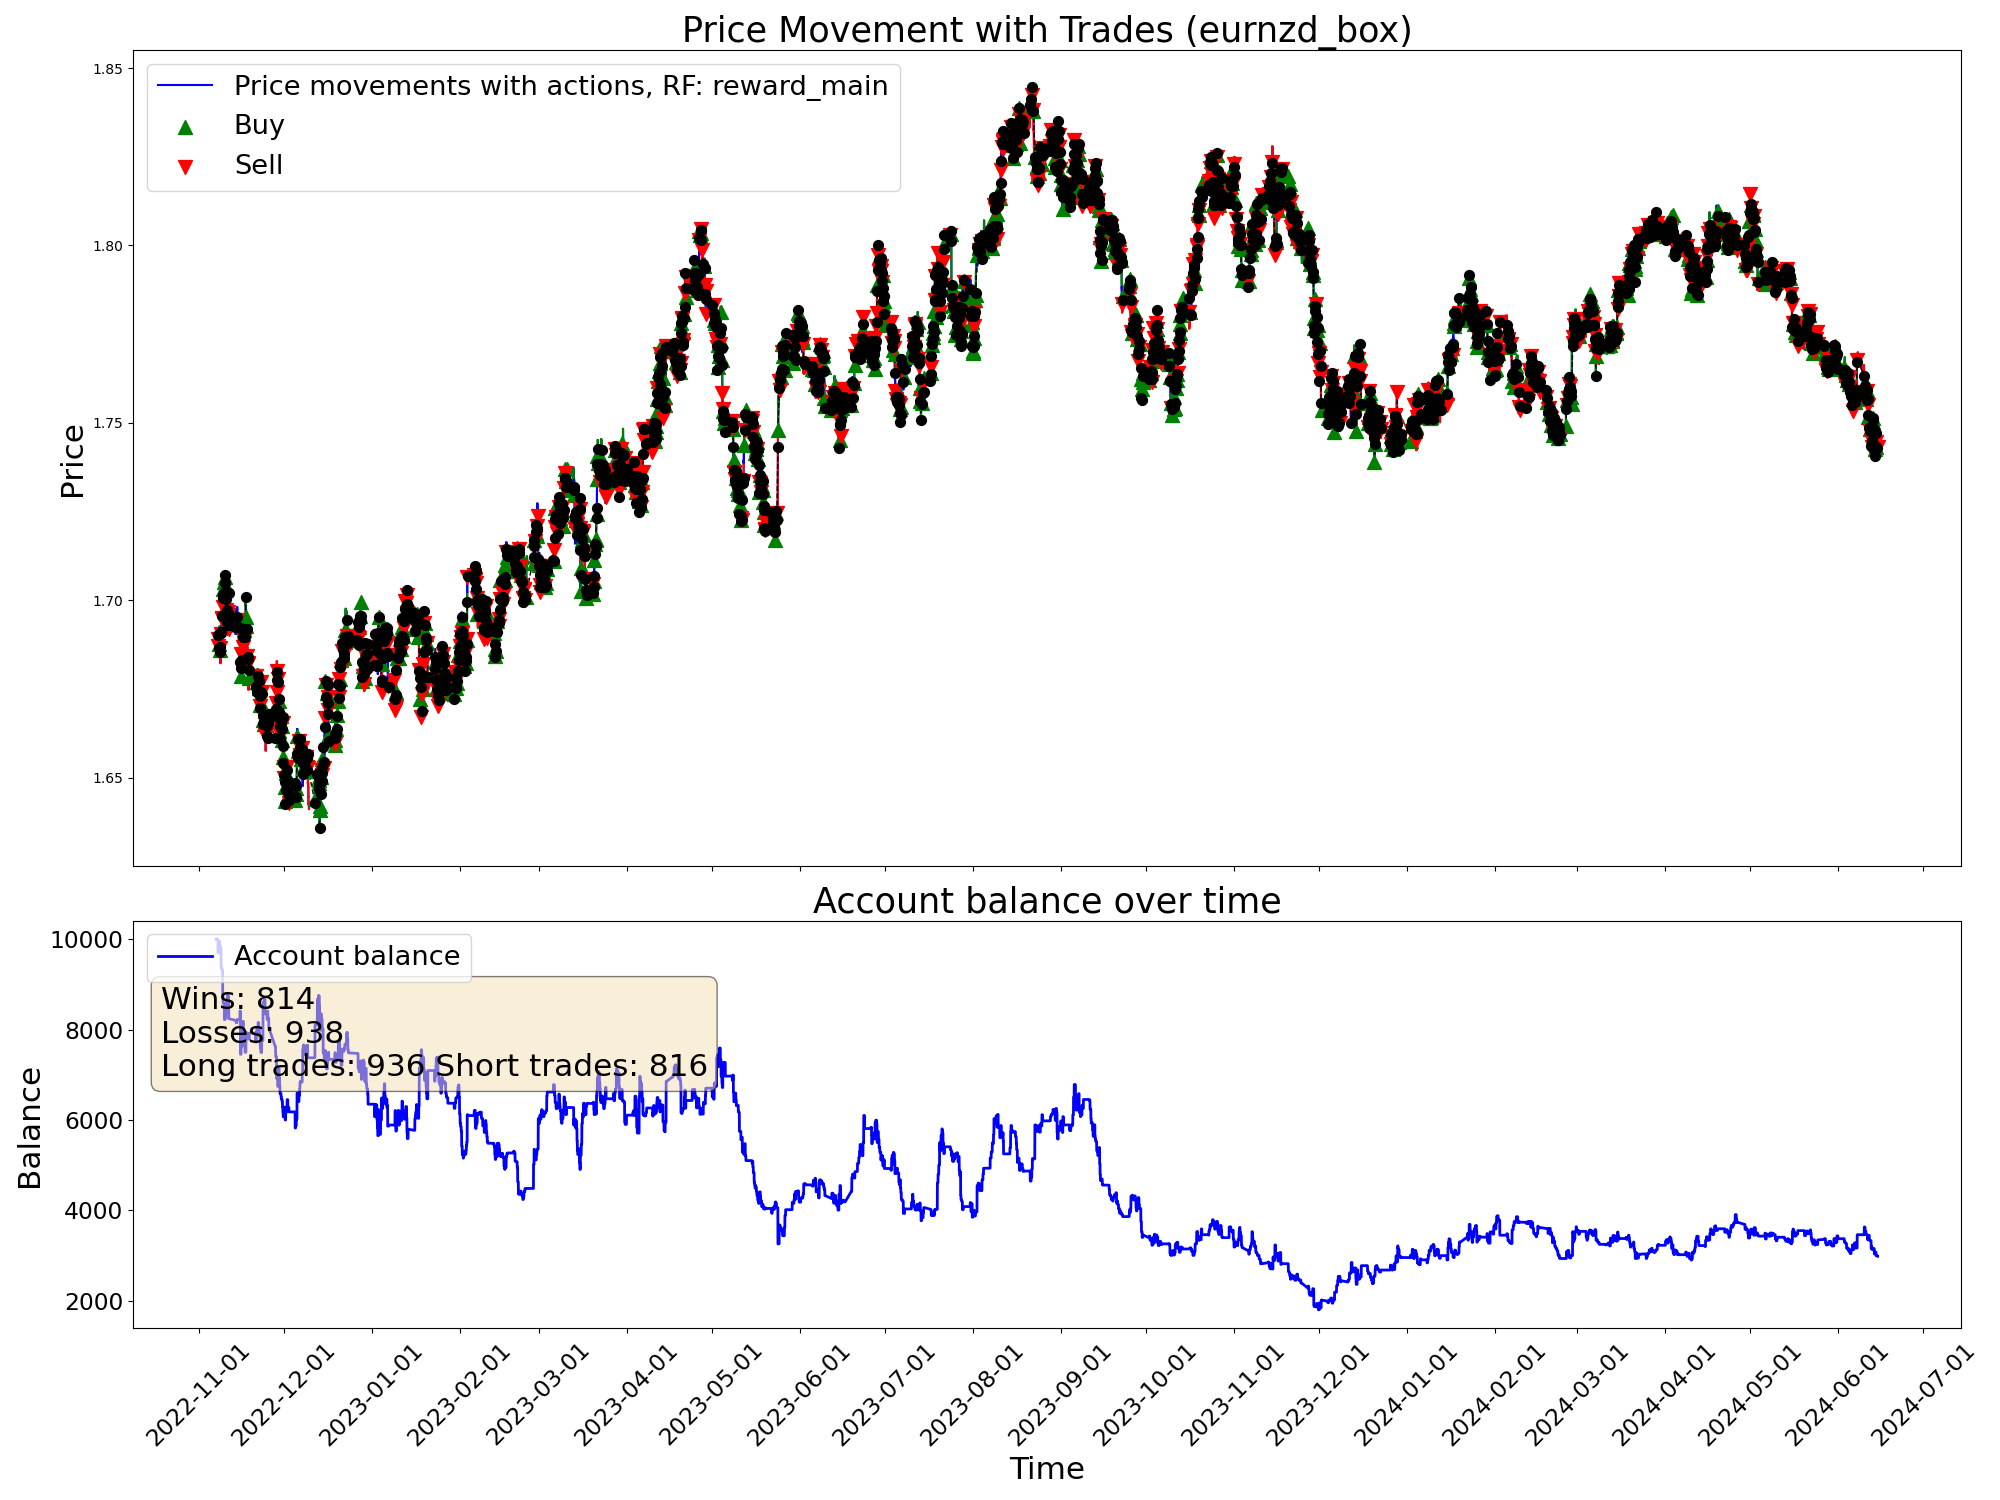 Price Movement with Trades (eurnzd_box)
Price movements with actions, RF: reward_main
Buy
Sell
1.85
1.80
1.75
1.70
1.65
Price
Account balance over time
Account balance
Wins: 814
Losses: 938
Long trades: 936 Short trades: 816
10000
8000
6000
4000
2000
Balance
2022-11-01
2022-12-01
2023-01-01
2023-02-01
2023-03-01
2023-04-01
2023-05-01
2023-06-01
2023-07-01
2023-08-01
2023-09-01
2023-10-01
2023-11-01
2023-12-01
2024-01-01
2024-02-01
2024-03-01
2024-04-01
2024-05-01
2024-06-01
2024-07-01
Time